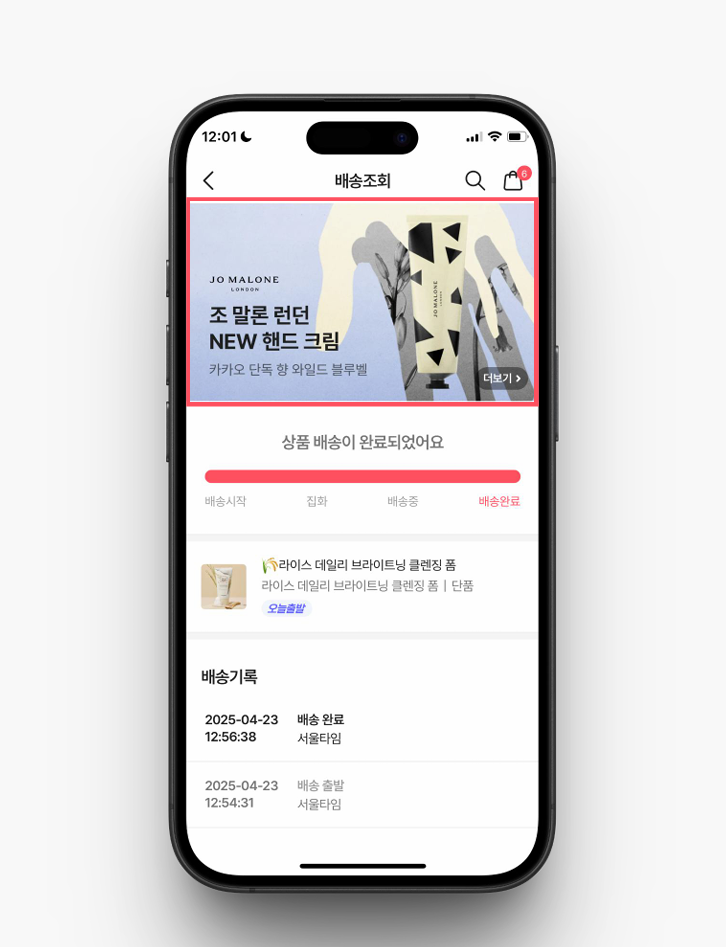 12:01
배송조회
6
JO MALONE
LONDON
조 말론 런던
NEW 핸드 크림
카카오 단독 향 와일드 블루벨
JO MALONE
더보기 >
상품 배송이 완료되었어요
배송시작 집화 배송중 배송완료
🌾라이스 데일리 브라이트닝 클렌징 폼
라이스 데일리 브라이트닝 클렌징 폼 | 단품
오늘출발
배송기록
2025-04-23 배송 완료
12:56:38 서울타임
2025-04-23 배송 출발
12:54:31 서울타임